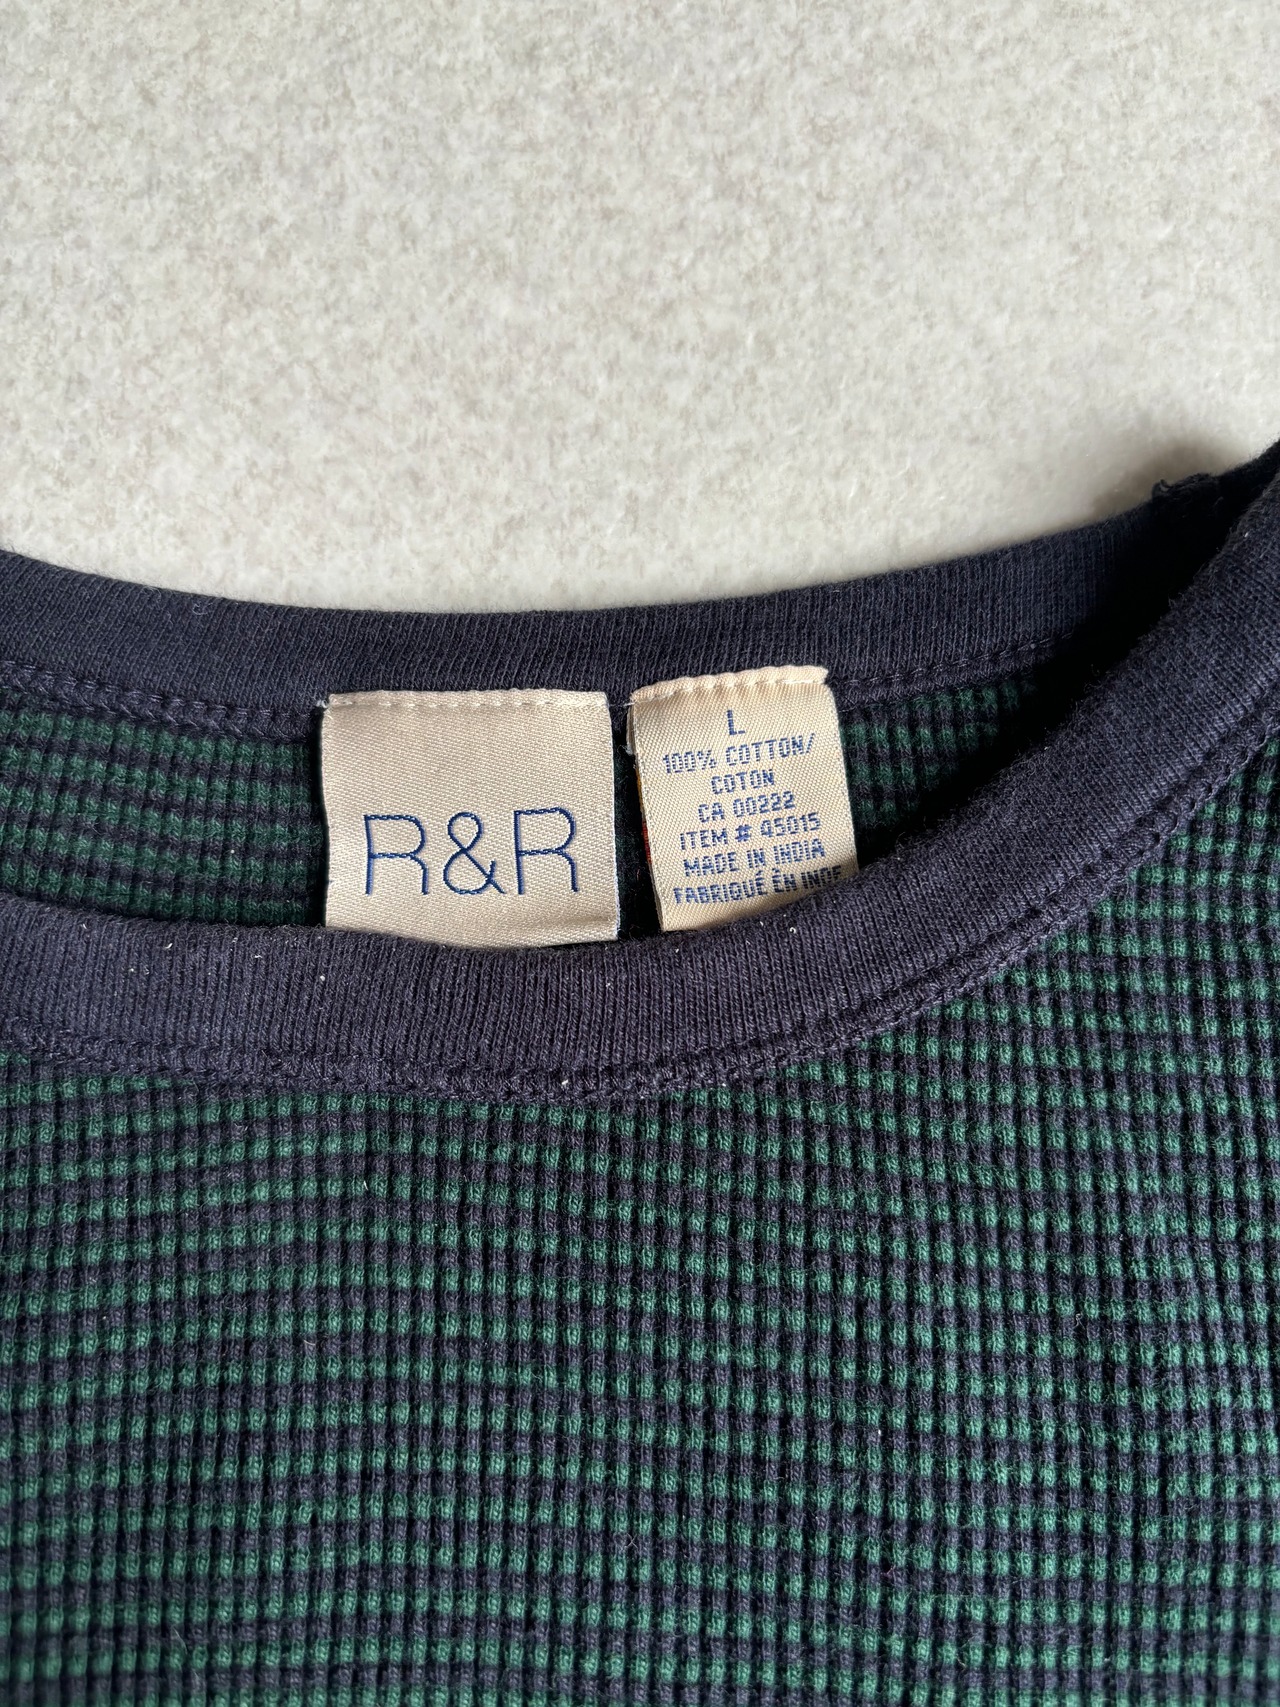 R&R
L
100% COTTON/
COTON
CA 00222
ITEM # 45015
MADE IN INDIA
FABRIQUÉ EN INDE